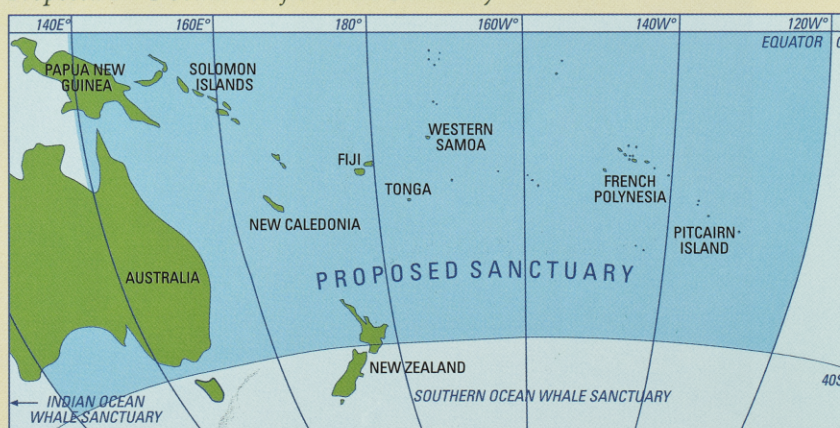 140E°
160E°
180°
160W°
140W°
120W°
EQUATOR
PAPUA NEW
GUINEA
SOLOMON
ISLANDS
WESTERN
SAMOA
FIJI
TONGA
FRENCH
POLYNESIA
NEW CALEDONIA
PITCAIRN
ISLAND
AUSTRALIA
PROPOSED SANCTUARY
NEW ZEALAND
40S
INDIAN OCEAN
WHALE SANCTUARY
SOUTHERN OCEAN WHALE SANCTUARY